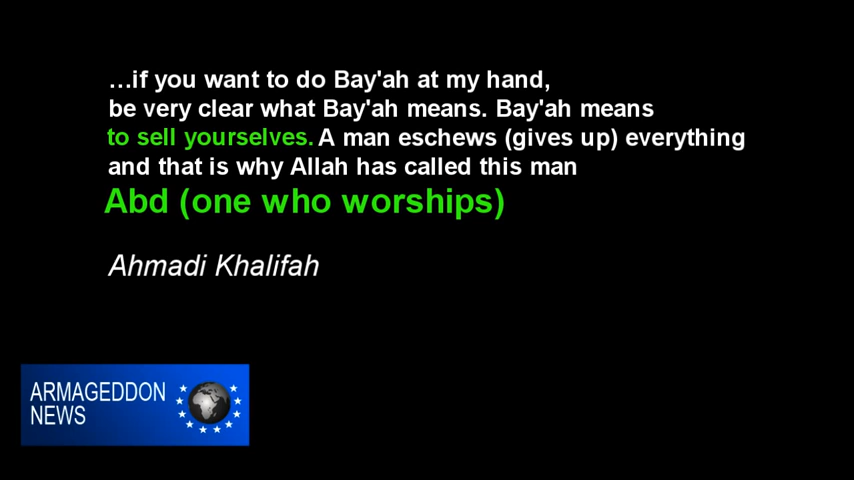 …if you want to do Bay'ah at my hand,
be very clear what Bay'ah means. Bay'ah means
to sell yourselves. A man eschews (gives up) everything
and that is why Allah has called this man
Abd (one who worships)
Ahmadi Khalifah
ARMAGEDDON
NEWS